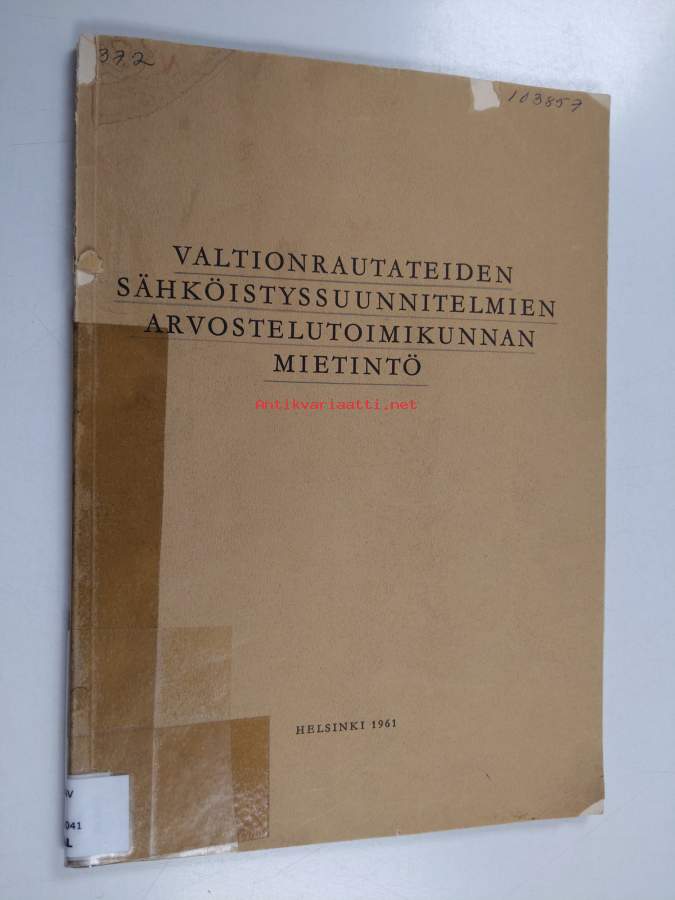 372
103857
VALTIONRAUTATEIDEN
SÄHKÖISTYSSUUNNITELMIEN
ARVOSTELUTOIMIKUNNAN
MIETINTÖ
Antikvariaatti.net
HELSINKI 1961
041